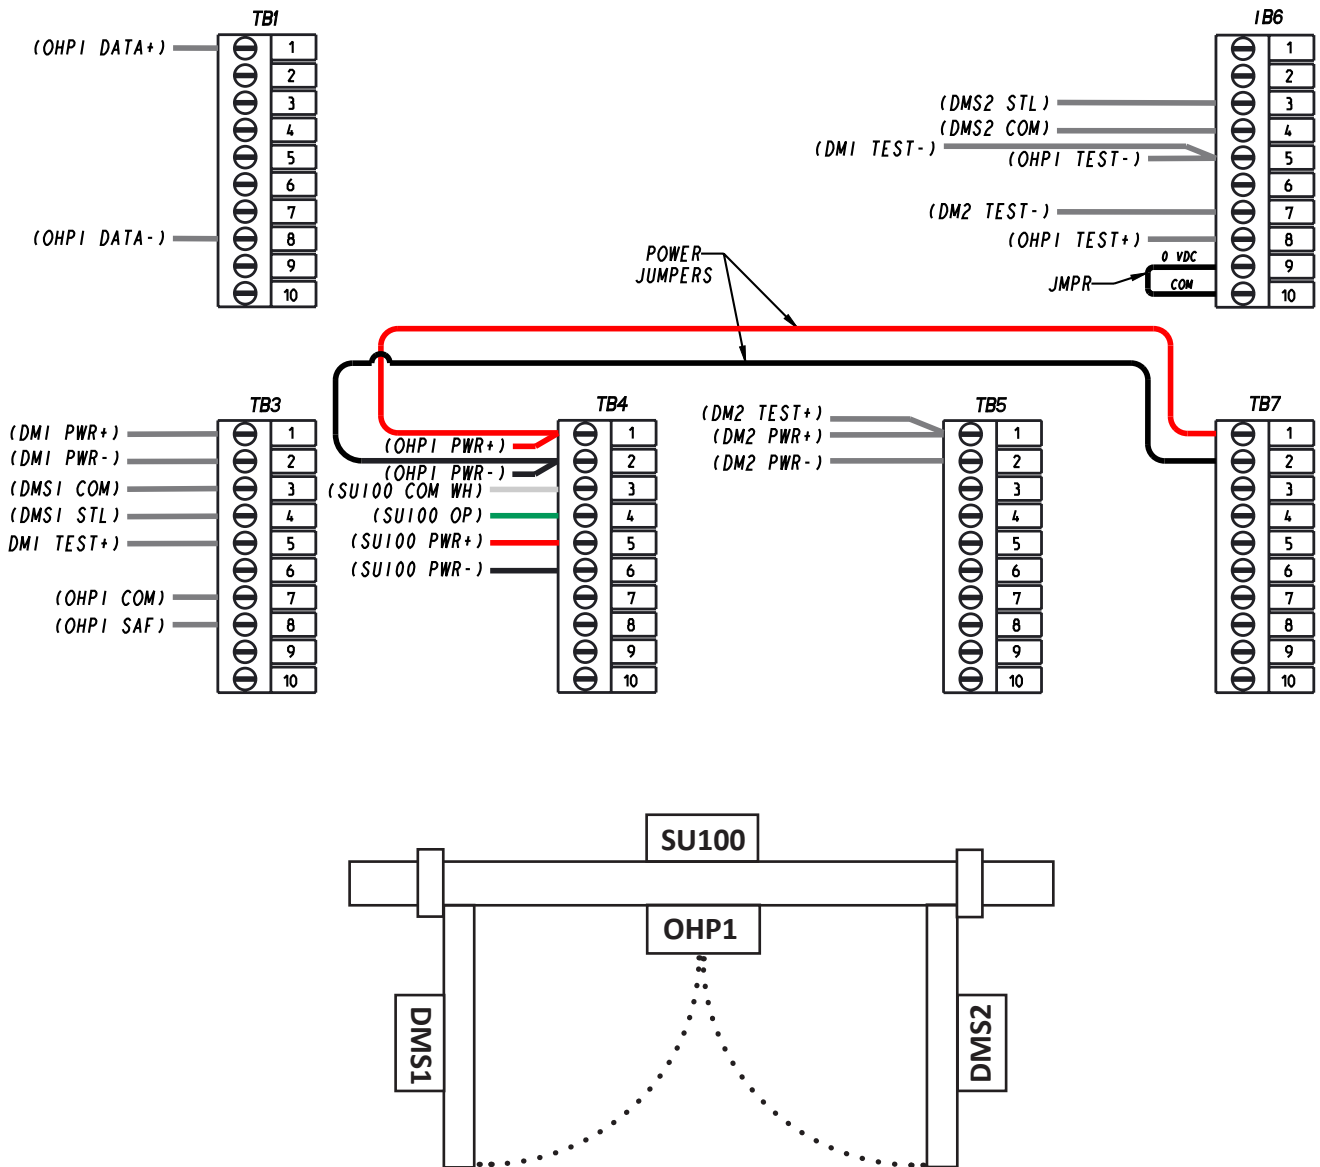 TB1
(OHP1 DATA+)
1
2
3
4
5
6
7
(OHP1 DATA-)
8
9
10
IB6
1
2
(DMS2 STL)
3
(DMS2 COM)
4
(DM1 TEST-)
(OHP1 TEST-)
5
6
(DM2 TEST-)
7
(OHP1 TEST+)
8
0 VDC
9
JMPR
COM
10
POWER
JUMPERS
TB3
(DM1 PWR+)
1
(DM1 PWR-)
2
(DMS1 COM)
3
(DMS1 STL)
4
DM1 TEST+)
5
6
(OHP1 COM)
7
(OHP1 SAF)
8
9
10
TB4
1
(OHP1 PWR+)
2
(OHP1 PWR-)
(SU100 COM WH)
3
(SU100 OP)
4
(SU100 PWR+)
5
(SU100 PWR-)
6
7
8
9
10
TB5
(DM2 TEST+)
(DM2 PWR+)
1
(DM2 PWR-)
2
3
4
5
6
7
8
9
10
TB7
1
2
3
4
5
6
7
8
9
10
SU100
OHP1
DMS1
DMS2